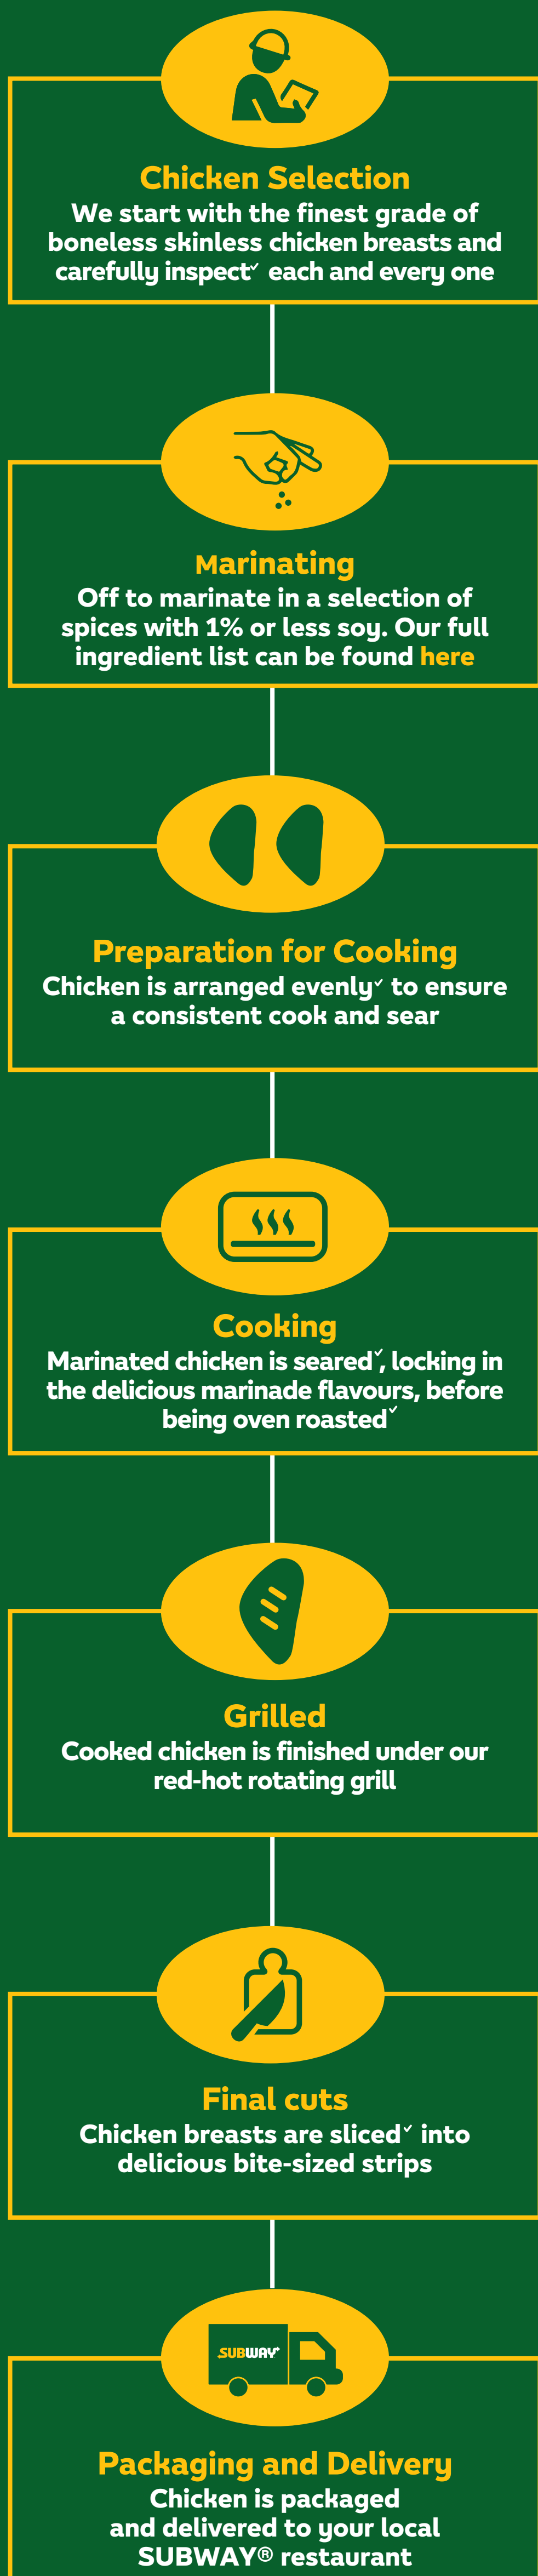 Chicken Selection
We start with the finest grade of
boneless skinless chicken breasts and
carefully inspect✓ each and every one
Marinating
Off to marinate in a selection of
spices with 1% or less soy. Our full
ingredient list can be found here
Preparation for Cooking
Chicken is arranged evenly✓ to ensure
a consistent cook and sear
Cooking
Marinated chicken is seared✓, locking in
the delicious marinade flavours, before
being oven roasted✓
Grilled
Cooked chicken is finished under our
red-hot rotating grill
Final cuts
Chicken breasts are sliced✓ into
delicious bite-sized strips
SUBWAY
Packaging and Delivery
Chicken is packaged
and delivered to your local
SUBWAY® restaurant